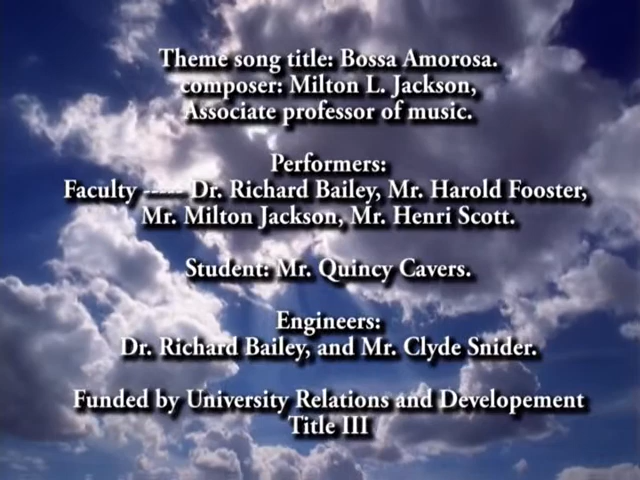 Theme song title: Bossa Amorosa.
composer: Milton L. Jackson,
Associate professor of music.
Performers:
Faculty ----- Dr. Richard Bailey, Mr. Harold Fooster,
Mr. Milton Jackson, Mr. Henri Scott.
Student: Mr. Quincy Cavers.
Engineers:
Dr. Richard Bailey, and Mr. Clyde Snider.
Funded by University Relations and Developement
Title III